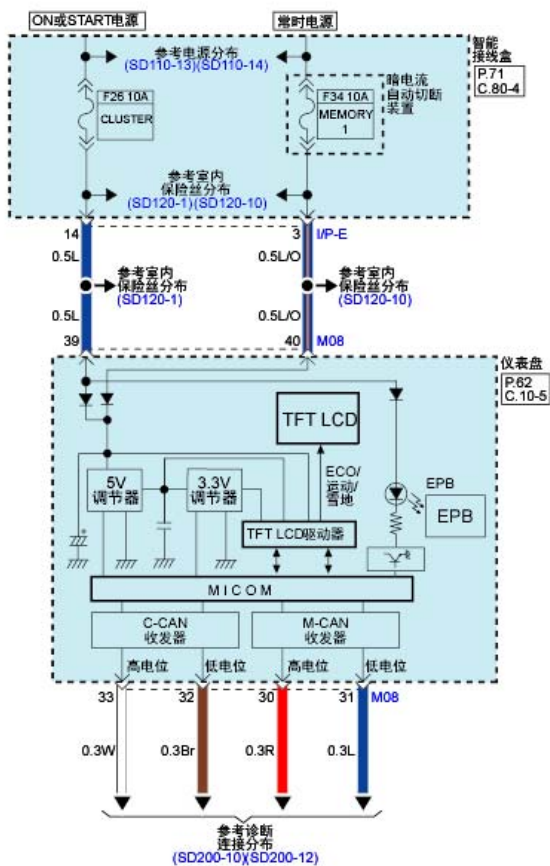 ON或START电源
常时电源
智能
接线盒
P.71
C.80-4
参考电源分布
(SD110-13)(SD110-14)
暗电流
自动切断
装置
F26 10A
CLUSTER
F34 10A
MEMORY
1
参考室内
保险丝分布
(SD120-1)(SD120-10)
14
3
I/P-E
0.5L
0.5L/O
参考室内
保险丝分布
(SD120-1)
参考室内
保险丝分布
(SD120-10)
0.5L
0.5L/O
39
40
M08
仪表盘
P.62
C.10-5
TFT LCD
5V
调节器
3.3V
调节器
ECO/
运动/
雪地
EPB
EPB
TFT LCD驱动器
MICOM
C-CAN
收发器
M-CAN
收发器
高电位
低电位
高电位
低电位
33
32
30
31
M08
0.3W
0.3Br
0.3R
0.3L
参考诊断
连接分布
(SD200-10)(SD200-12)